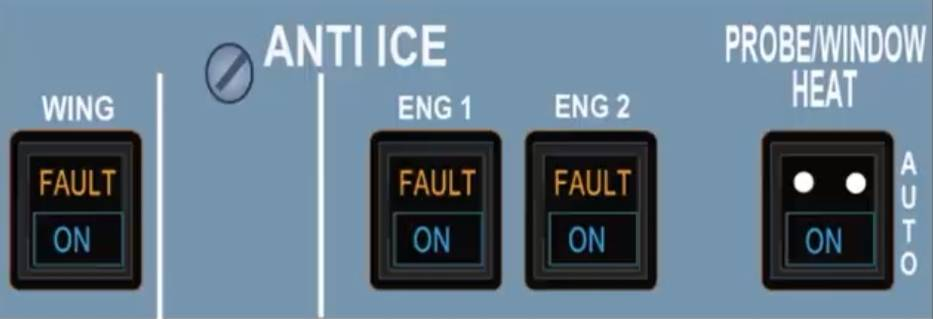 ANTI ICE
PROBE/WINDOW
HEAT
WING
ENG 1
ENG 2
FAULT
ON
FAULT
ON
FAULT
ON
ON
AUTO